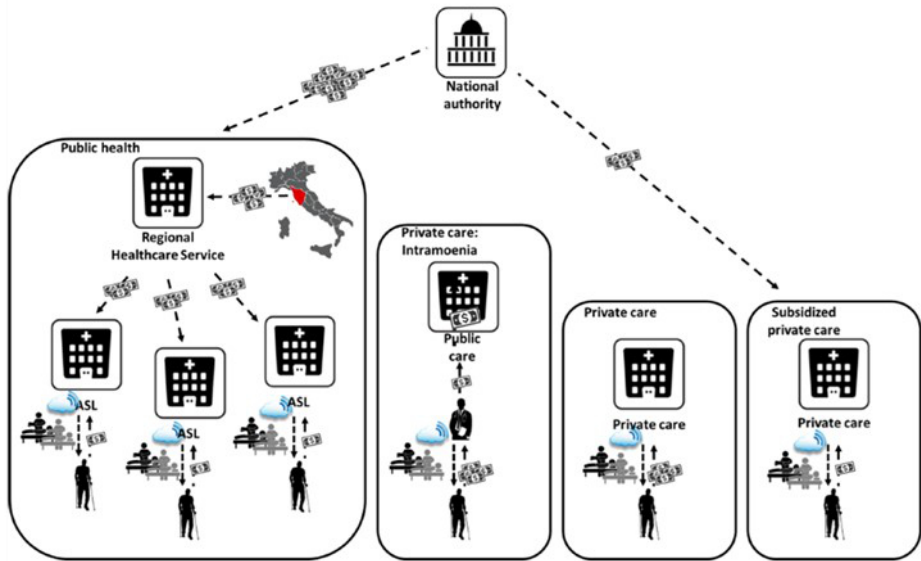 National
authority
Public health
Regional
Healthcare Service
ASL
ASL
ASL
Private care:
Intramoenia
Public
care
Private care
Private care
Subsidized
private care
Private care